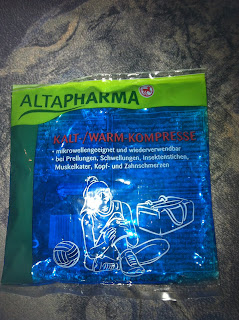 ALTAPHARMA
KALT-/WARM-KOMPRESSE
• mikrowellengeeignet und wiederverwendbar
• bei Prellungen, Schwellungen, Insektenstichen,
Muskelkater, Kopf- und Zahnschmerzen